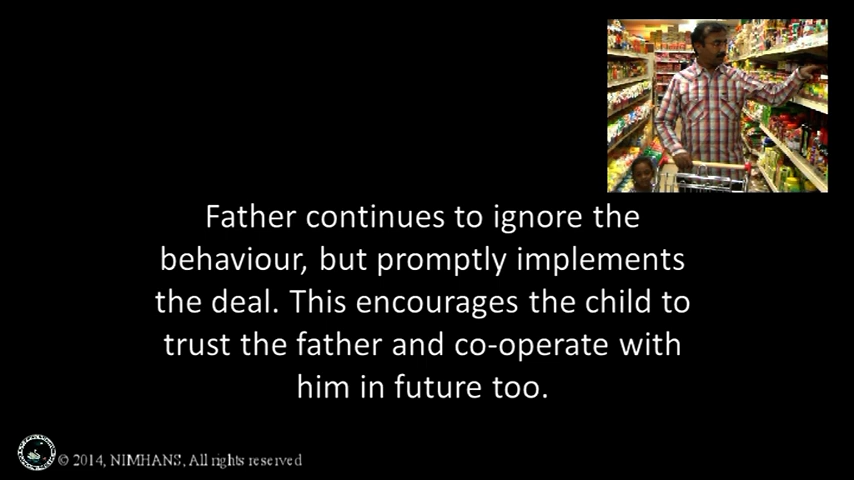 Father continues to ignore the
behaviour, but promptly implements
the deal. This encourages the child to
trust the father and co-operate with
him in future too.
© 2014, NIMHANS, All rights reserved